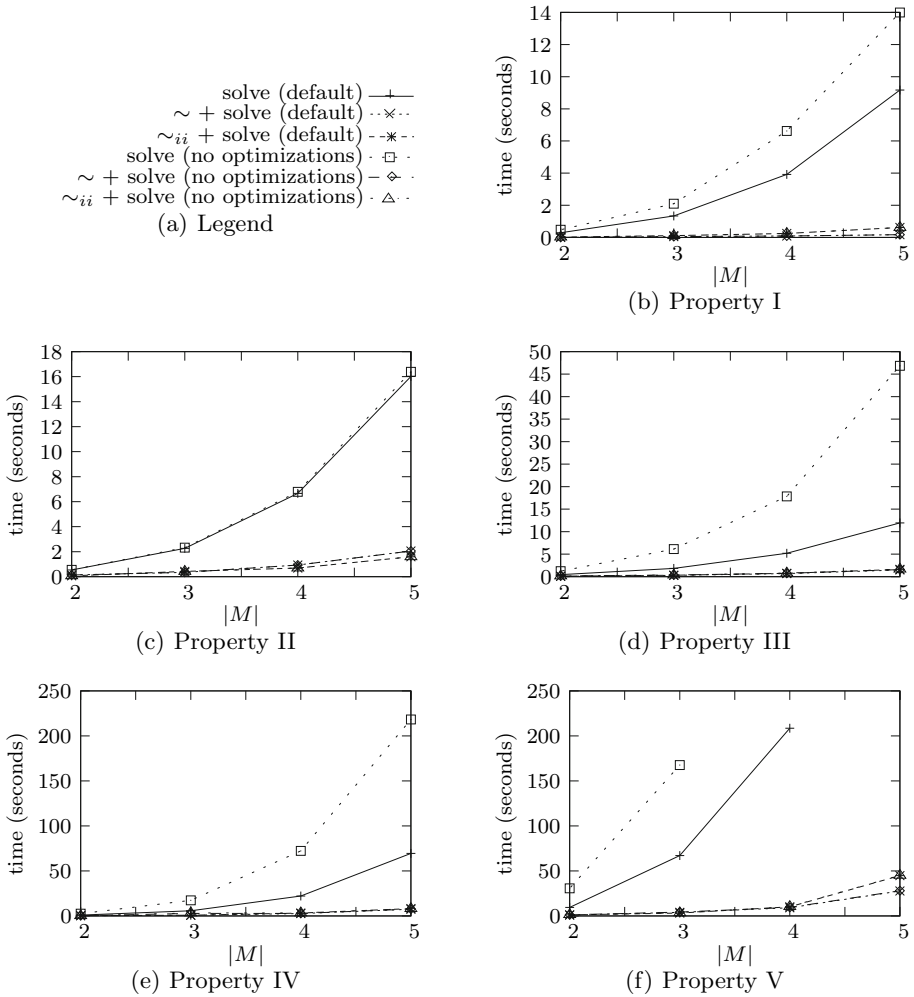 solve (default)
∼ + solve (default)
∼ii + solve (default)
solve (no optimizations)
∼ + solve (no optimizations)
∼ii + solve (no optimizations)
(a) Legend
14
12
10
8
6
4
2
0
time (seconds)
2 3 4 5
|M|
(b) Property I
18
16
14
12
10
8
6
4
2
0
time (seconds)
2 3 4 5
|M|
(c) Property II
50
45
40
35
30
25
20
15
10
5
0
time (seconds)
2 3 4 5
|M|
(d) Property III
250
200
150
100
50
0
time (seconds)
2 3 4 5
|M|
(e) Property IV
250
200
150
100
50
0
time (seconds)
2 3 4 5
|M|
(f) Property V